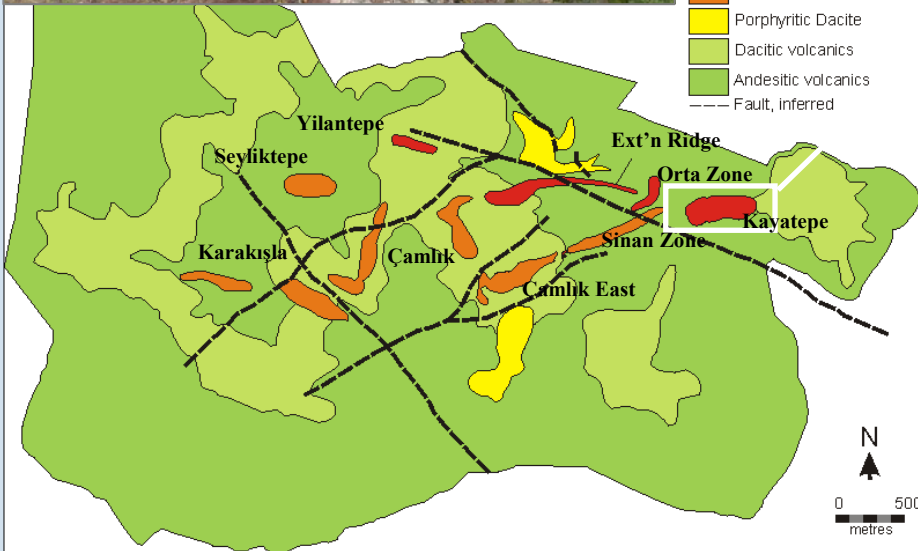 Porphyritic Dacite
Dacitic volcanics
Andesitic volcanics
Fault, inferred
Yilantepe
Ext'n Ridge
Seyliktepe
Orta Zone
Kayatepe
Sinan Zone
Karakışla
Çamlık
Çamlık East
N
0 500
metres